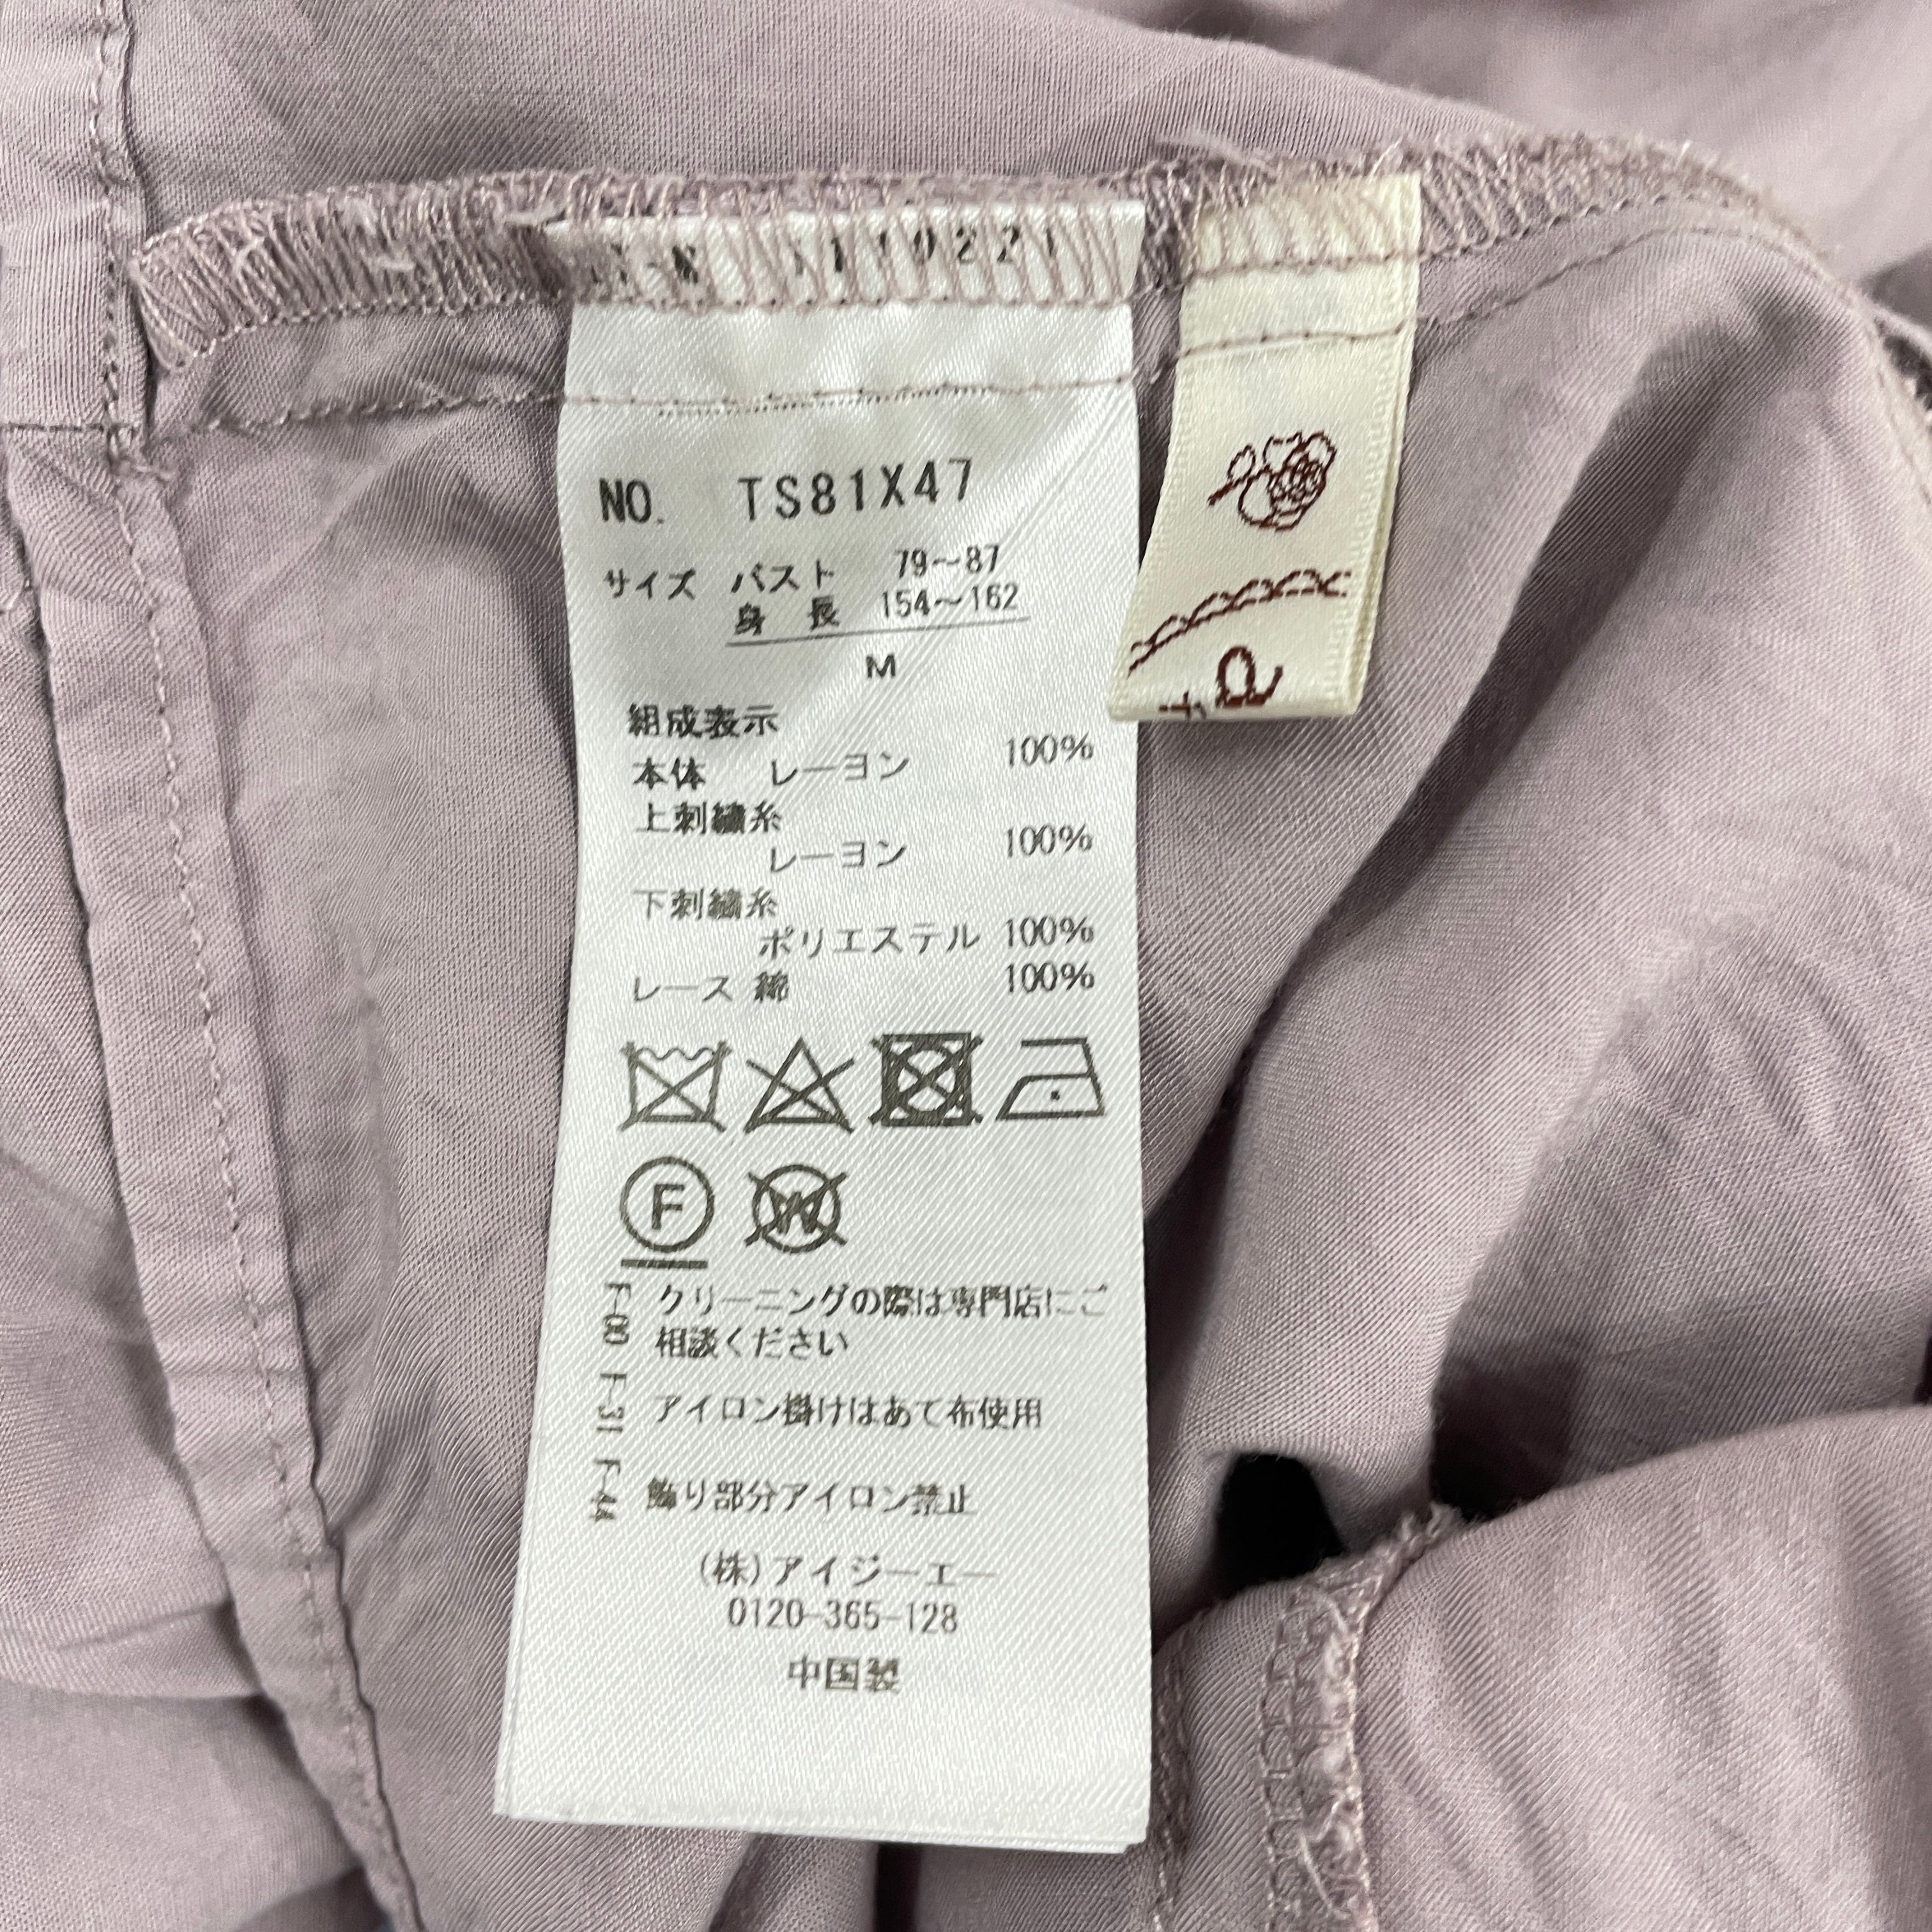 NO. TS81X47
サイズ バスト 79～87
身長 154～162
M
組成表示
本体 レーヨン 100%
上刺繍糸
レーヨン 100%
下刺繍糸
ポリエステル 100%
レース 綿 100%
F
W
F-00 F-31 F-44
クリーニングの際は専門店にご
相談ください
アイロン掛けはあて布使用
飾り部分アイロン禁止
(株)アイジーエー
0120-365-128
中国製